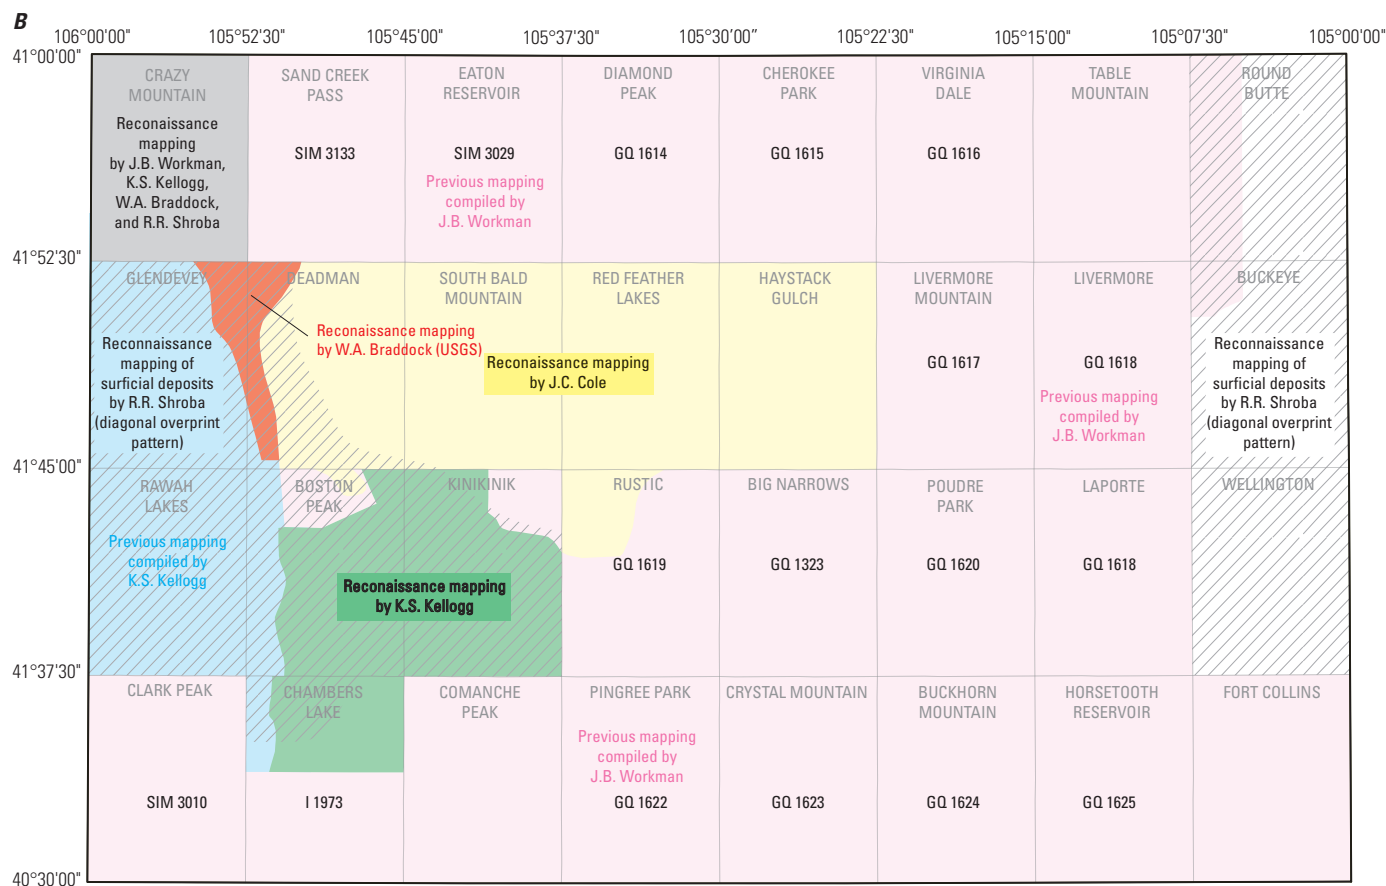 B
106°00'00" 105°52'30" 105°45'00" 105°37'30" 105°30'00" 105°22'30" 105°15'00" 105°07'30" 105°00'00"
41°00'00"
CRAZY
MOUNTAIN
Reconaissance
mapping
by J.B. Workman,
K.S. Kellogg,
W.A. Braddock,
and R.R. Shroba
SAND CREEK
PASS
SIM 3133
EATON
RESERVOIR
SIM 3029
Previous mapping
compiled by
J.B. Workman
DIAMOND
PEAK
GQ 1614
CHEROKEE
PARK
GQ 1615
VIRGINIA
DALE
GQ 1616
TABLE
MOUNTAIN
ROUND
BUTTE
41°52'30"
GLENDEVEY
Reconnaissance
mapping of
surficial deposits
by R.R. Shroba
(diagonal overprint
pattern)
DEADMAN
Reconaissance mapping
by W.A. Braddock (USGS)
SOUTH BALD
MOUNTAIN
Reconaissance mapping
by J.C. Cole
RED FEATHER
LAKES
HAYSTACK
GULCH
LIVERMORE
MOUNTAIN
GQ 1617
LIVERMORE
GQ 1618
Previous mapping
compiled by
J.B. Workman
BUCKEYE
Reconnaissance
mapping of
surficial deposits
by R.R. Shroba
(diagonal overprint
pattern)
41°45'00"
RAWAH
LAKES
Previous mapping
compiled by
K.S. Kellogg
BOSTON
PEAK
KINIKINIK
Reconaissance mapping
by K.S. Kellogg
RUSTIC
GQ 1619
BIG NARROWS
GQ 1323
POUDRE
PARK
GQ 1620
LAPORTE
GQ 1618
WELLINGTON
41°37'30"
CLARK PEAK
SIM 3010
CHAMBERS
LAKE
I 1973
COMANCHE
PEAK
PINGREE PARK
Previous mapping
compiled by
J.B. Workman
GQ 1622
CRYSTAL MOUNTAIN
GQ 1623
BUCKHORN
MOUNTAIN
GQ 1624
HORSETOOTH
RESERVOIR
GQ 1625
FORT COLLINS
40°30'00"